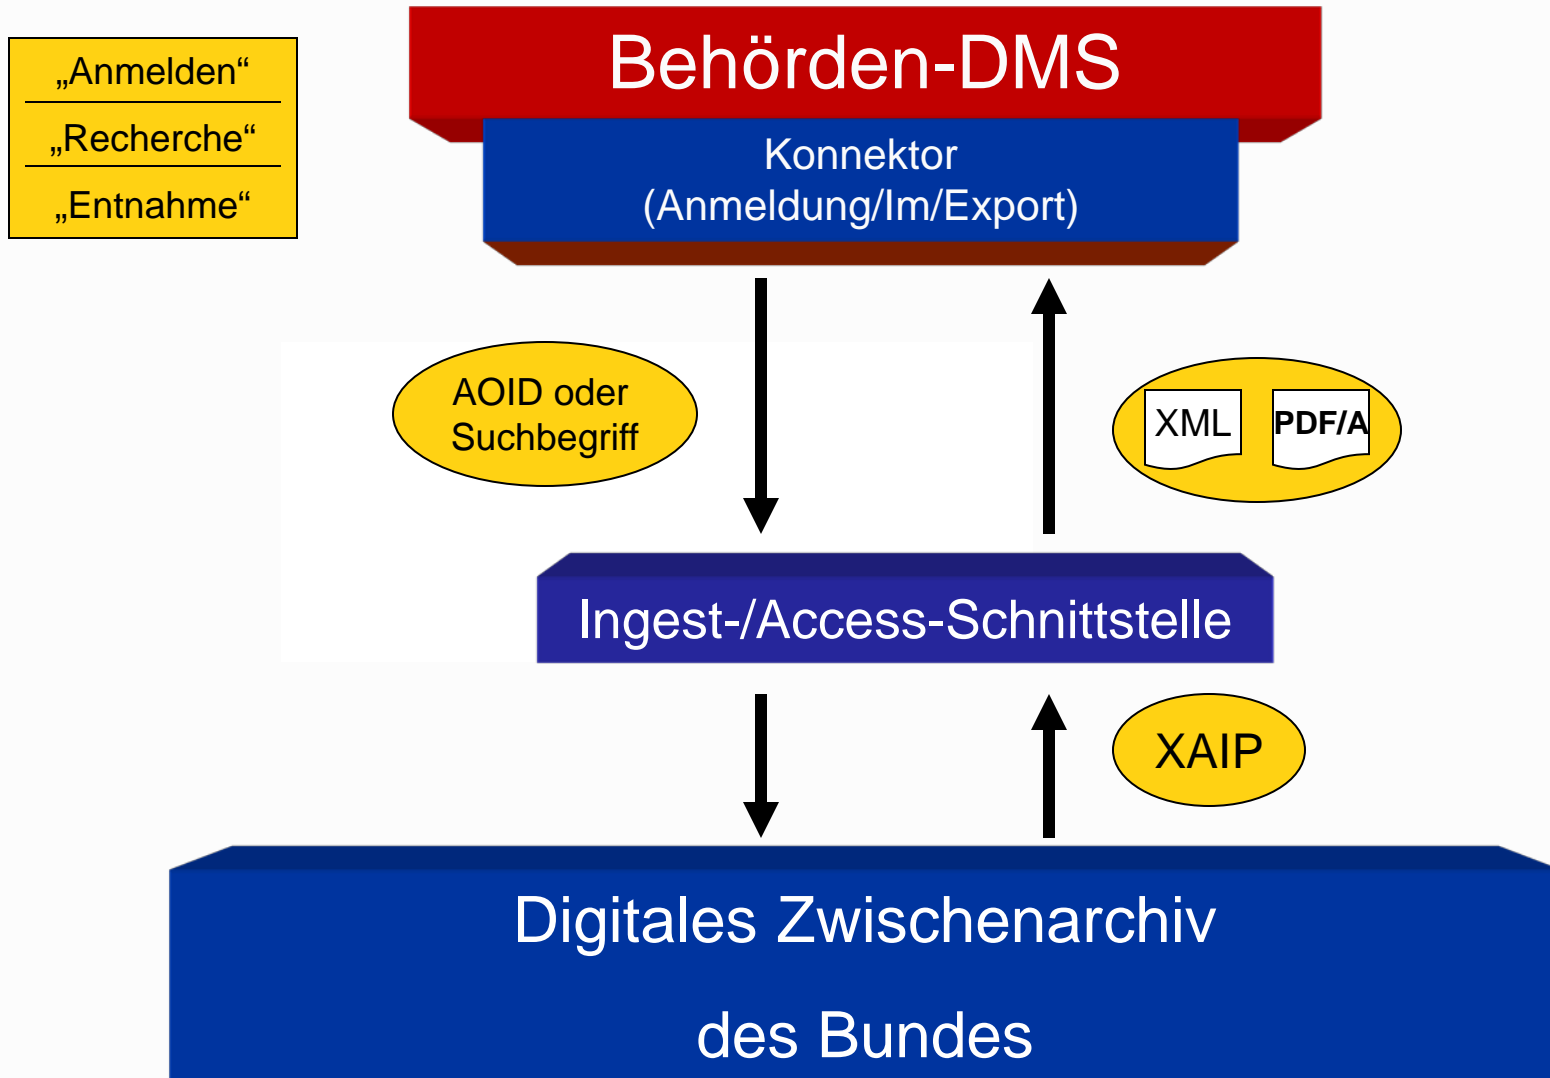 „Anmelden“
„Recherche“
„Entnahme“
Behörden-DMS
Konnektor
(Anmeldung/Im/Export)
AOID oder
Suchbegriff
XML
PDF/A
Ingest-/Access-Schnittstelle
XAIP
Digitales Zwischenarchiv
des Bundes